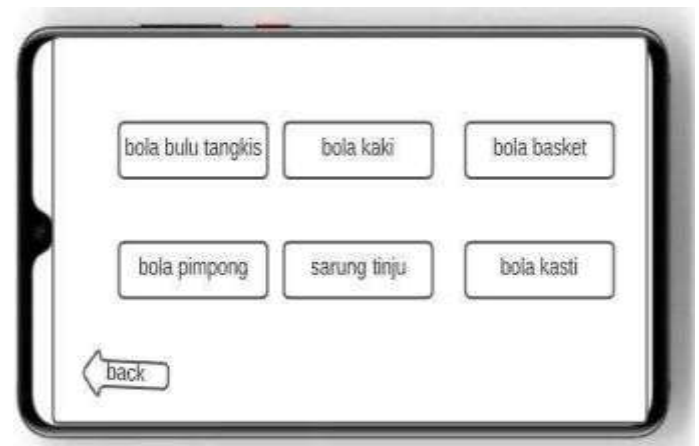 bola bulu tangkis bola kaki bola basket
bola pimpong sarung tinju bola kasti
back